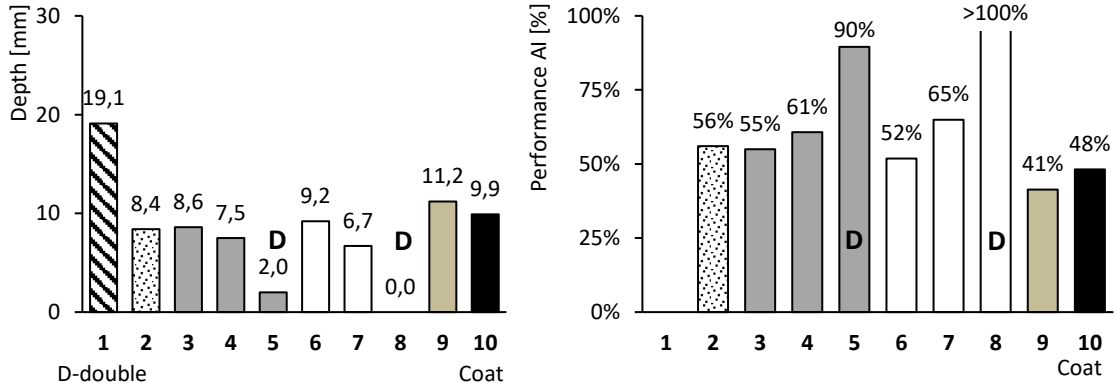 Depth [mm]
30
20
10
0
19,1
8,4
8,6
7,5
D
2,0
9,2
6,7
D
0,0
11,2
9,9
1 2 3 4 5 6 7 8 9 10
D-double Coat
Performance AI [%]
100%
75%
50%
25%
0%
56%
55%
61%
90%
D
52%
65%
>100%
D
41%
48%
1 2 3 4 5 6 7 8 9 10
Coat